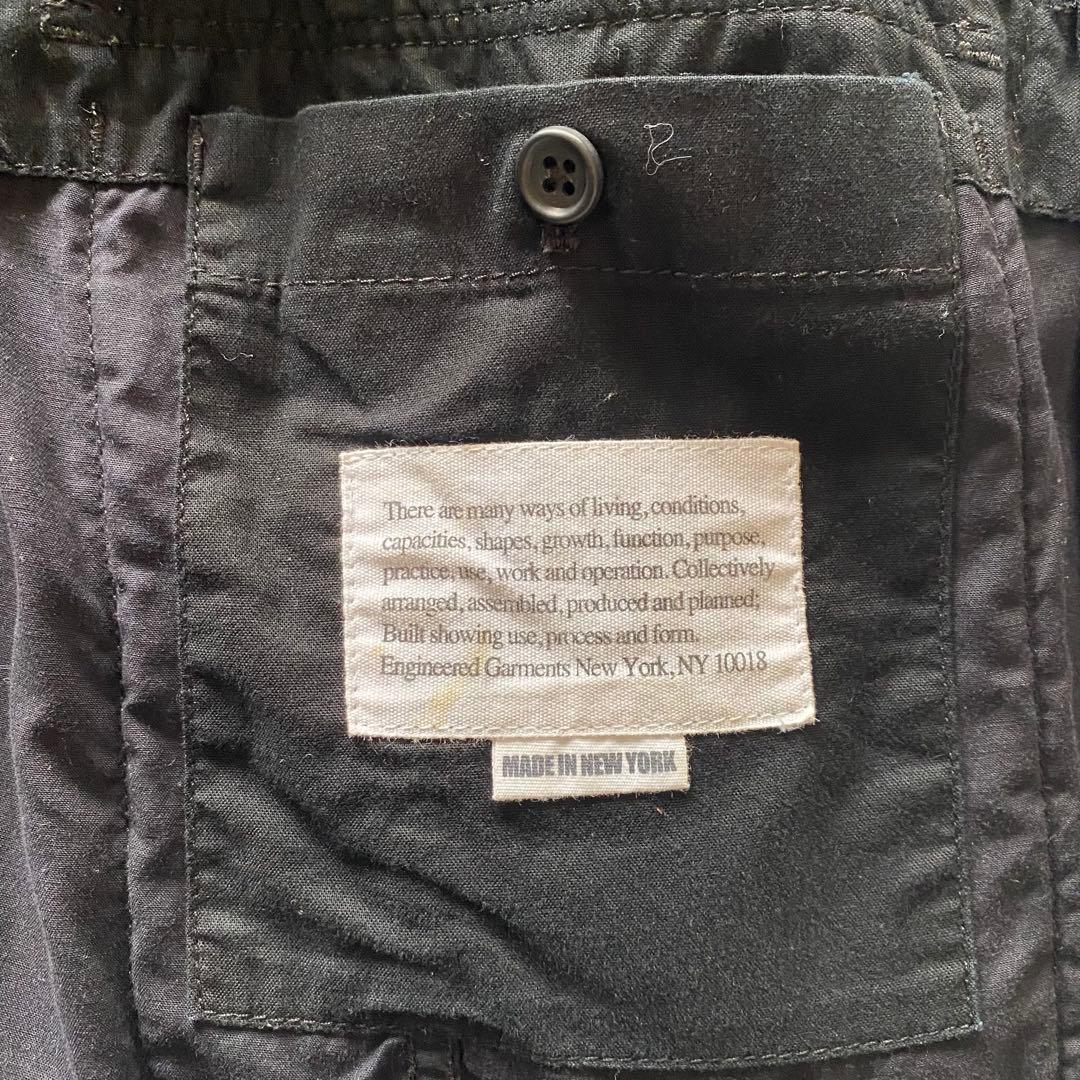 There are many ways of living, conditions,
capacities, shapes, growth, function, purpose,
practice, use, work and operation. Collectively
arranged, assembled, produced and planned;
Built showing use, process and form.
Engineered Garments New York, NY 10018
MADE IN NEW YORK